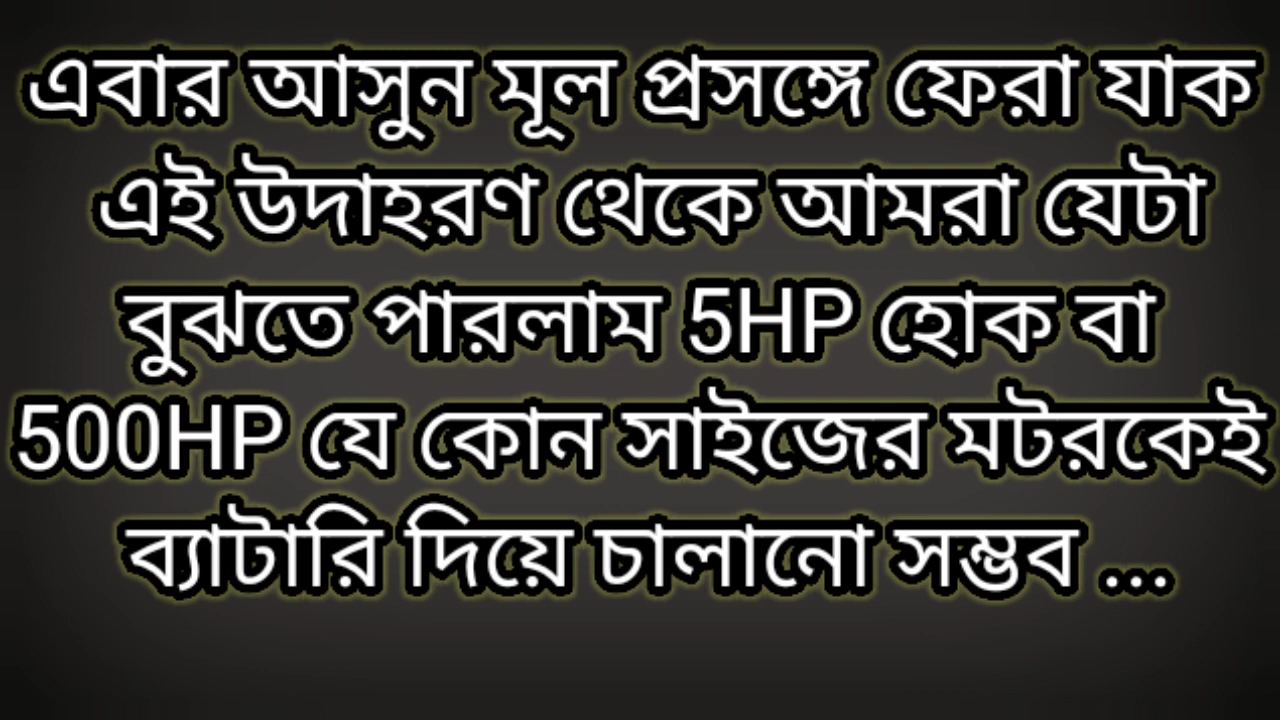 এবার আসুন মূল প্রসঙ্গে ফেরা যাক
এই উদাহরণ থেকে আমরা যেটা
বুঝতে পারলাম 5HP হোক বা
500HP যে কোন সাইজের মটরকেই
ব্যাটারি দিয়ে চালানো সম্ভব ...